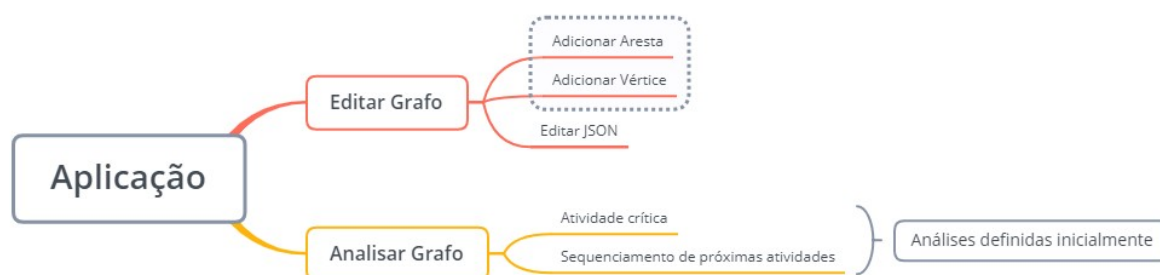 Aplicação
Editar Grafo
Adicionar Aresta
Adicionar Vértice
Editar JSON
Analisar Grafo
Atividade crítica
Sequenciamento de próximas atividades
Análises definidas inicialmente